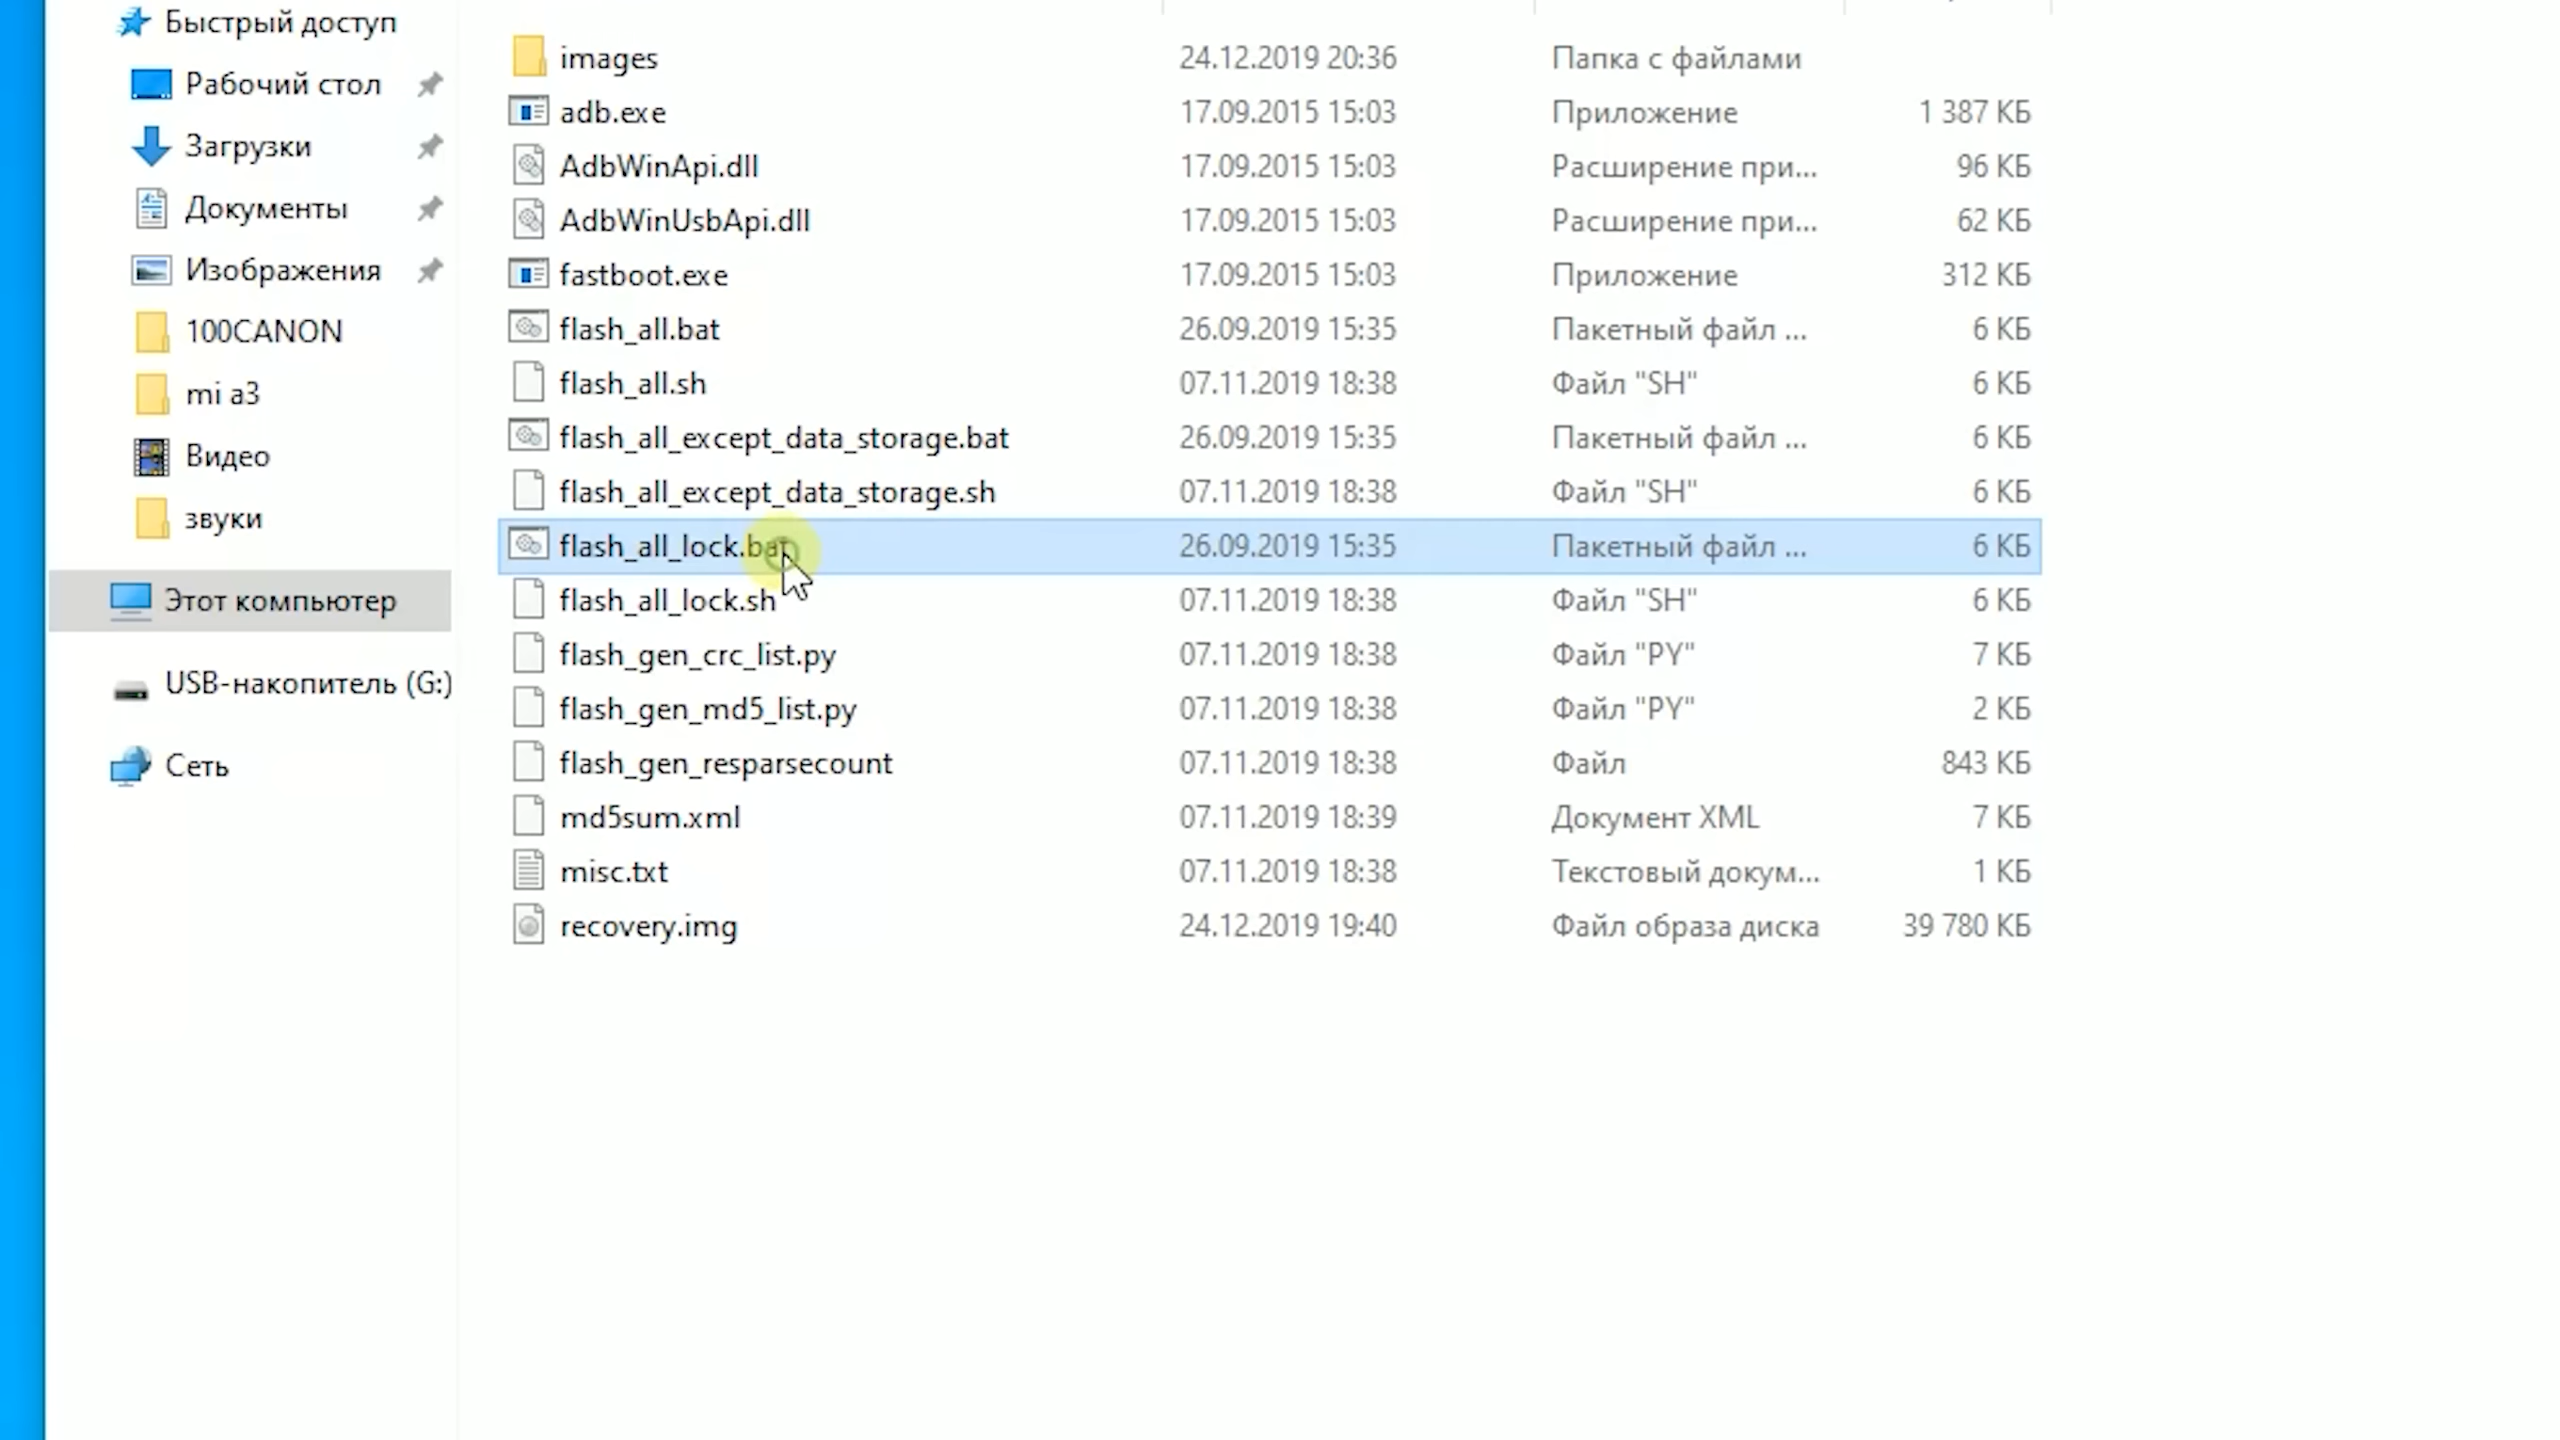 Быстрый доступ
Рабочий стол
Загрузки
Документы
Изображения
100CANON
mi a3
Видео
звуки
Этот компьютер
USB-накопитель (G:)
Сеть
images 24.12.2019 20:36 Папка с файлами
adb.exe 17.09.2015 15:03 Приложение 1 387 КБ
AdbWinApi.dll 17.09.2015 15:03 Расширение при... 96 КБ
AdbWinUsbApi.dll 17.09.2015 15:03 Расширение при... 62 КБ
fastboot.exe 17.09.2015 15:03 Приложение 312 КБ
flash_all.bat 26.09.2019 15:35 Пакетный файл ... 6 КБ
flash_all.sh 07.11.2019 18:38 Файл "SH" 6 КБ
flash_all_except_data_storage.bat 26.09.2019 15:35 Пакетный файл ... 6 КБ
flash_all_except_data_storage.sh 07.11.2019 18:38 Файл "SH" 6 КБ
flash_all_lock.bat 26.09.2019 15:35 Пакетный файл ... 6 КБ
flash_all_lock.sh 07.11.2019 18:38 Файл "SH" 6 КБ
flash_gen_crc_list.py 07.11.2019 18:38 Файл "PY" 7 КБ
flash_gen_md5_list.py 07.11.2019 18:38 Файл "PY" 2 КБ
flash_gen_resparsecount 07.11.2019 18:38 Файл 843 КБ
md5sum.xml 07.11.2019 18:39 Документ XML 7 КБ
misc.txt 07.11.2019 18:38 Текстовый докум... 1 КБ
recovery.img 24.12.2019 19:40 Файл образа диска 39 780 КБ